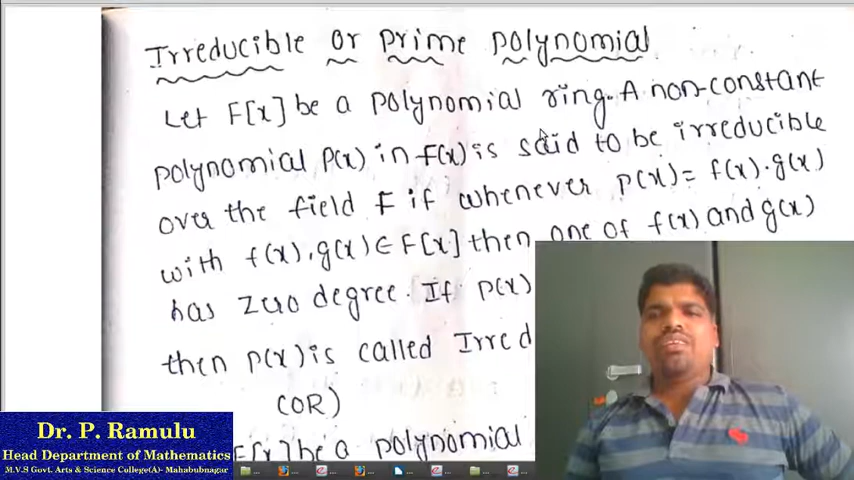 Irreducible or prime polynomial
Let F[x] be a polynomial ring. A non-constant
polynomial p(x) in f(x) is said to be irreducible
over the field F if whenever p(x) = f(x).g(x)
with f(x), g(x) ∈ F[x] then one of f(x) and g(x)
has zero degree. If p(x)
then p(x) is called Irred
(OR)
F[x] be a polynomial
Dr. P. Ramulu
Head Department of Mathematics
M.V.S Govt. Arts & Science College(A)- Mahabubnagar